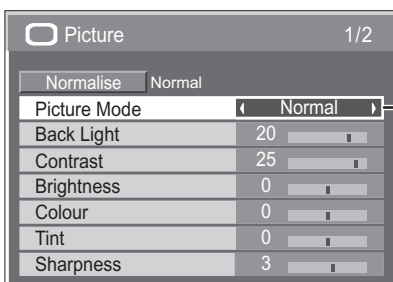 Picture 1/2
Normalise Normal
Picture Mode Normal
Back Light 20
Contrast 25
Brightness 0
Colour 0
Tint 0
Sharpness 3